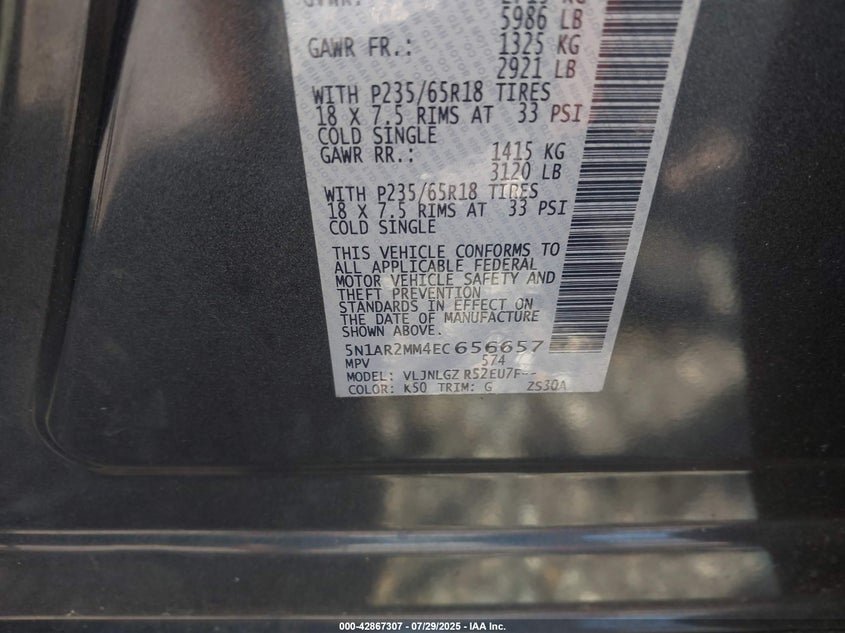 5986 LB
GAWR FR.: 1325 KG
2921 LB
WITH P235/65R18 TIRES
18 X 7.5 RIMS AT 33 PSI
COLD SINGLE
GAWR RR.: 1415 KG
3120 LB
WITH P235/65R18 TIRES
18 X 7.5 RIMS AT 33 PSI
COLD SINGLE
THIS VEHICLE CONFORMS TO
ALL APPLICABLE FEDERAL
MOTOR VEHICLE SAFETY AND
THEFT PREVENTION
STANDARDS IN EFFECT ON
THE DATE OF MANUFACTURE
SHOWN ABOVE.
5N1AR2MM4EC656657
MPV 574
MODEL: VLJNLGZ R52EU7F--
COLOR: K50 TRIM: G ZS30A
000-42867307 - 07/29/2025 - IAA Inc.